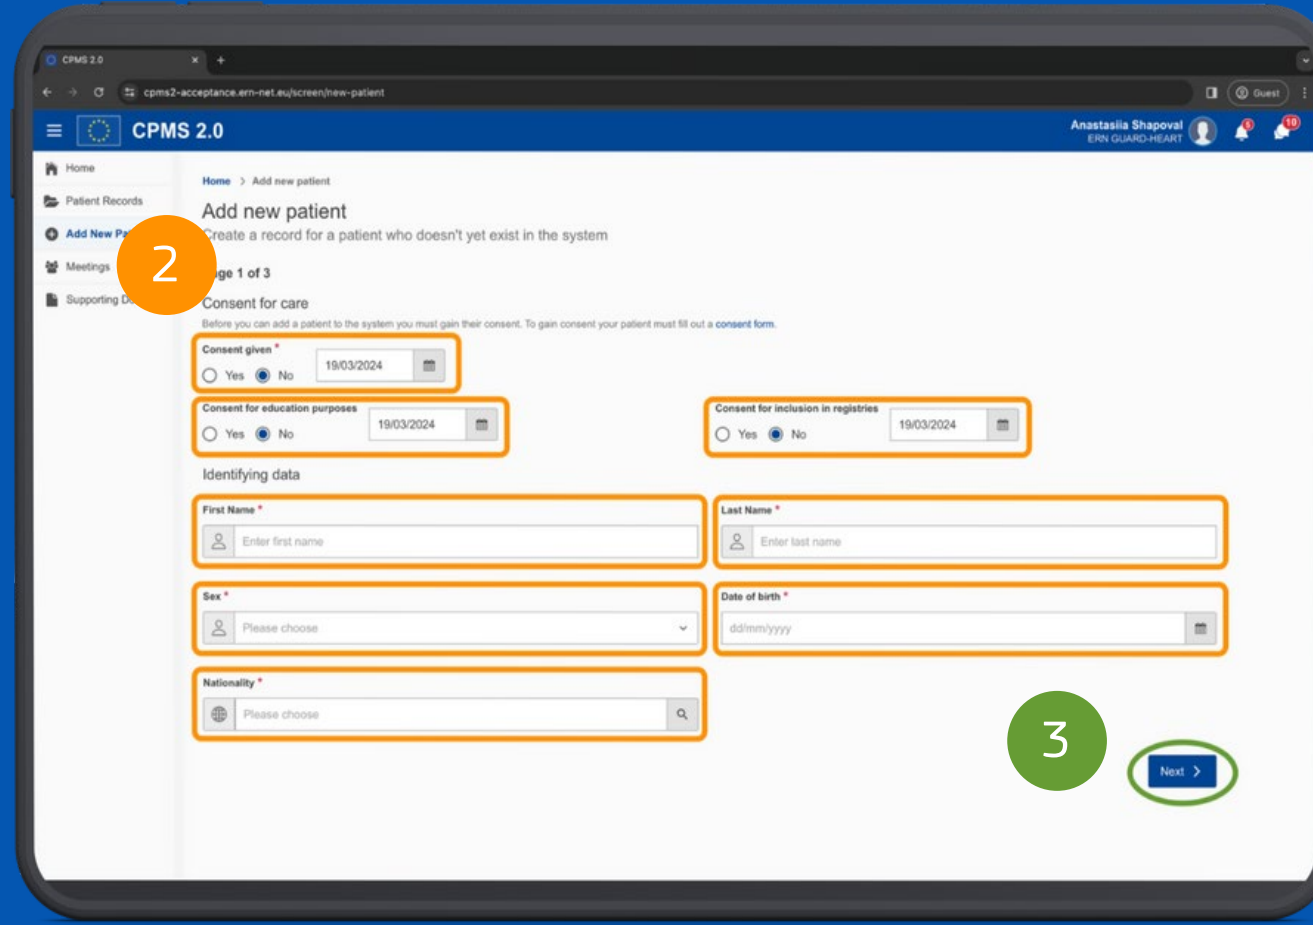 CPMS 2.0
cpms2-acceptance.ern-net.eu/screen/new-patient
Guest
CPMS 2.0
Anastasiia Shapoval
ERN GUARD-HEART
6
10
Home
Patient Records
Add New
Meetings
Supporting
2
Home > Add new patient
Add new patient
Create a record for a patient who doesn't yet exist in the system
1 of 3
Consent for care
Before you can add a patient to the system you must gain their consent. To gain consent your patient must fill out a consent form.
Consent given *
Yes No 19/03/2024
Consent for education purposes
Yes No 19/03/2024
Consent for inclusion in registries
Yes No 19/03/2024
Identifying data
First Name *
Enter first name
Last Name *
Enter last name
Sex *
Please choose
Date of birth *
dd/mm/yyyy
Nationality *
Please choose
3
Next >